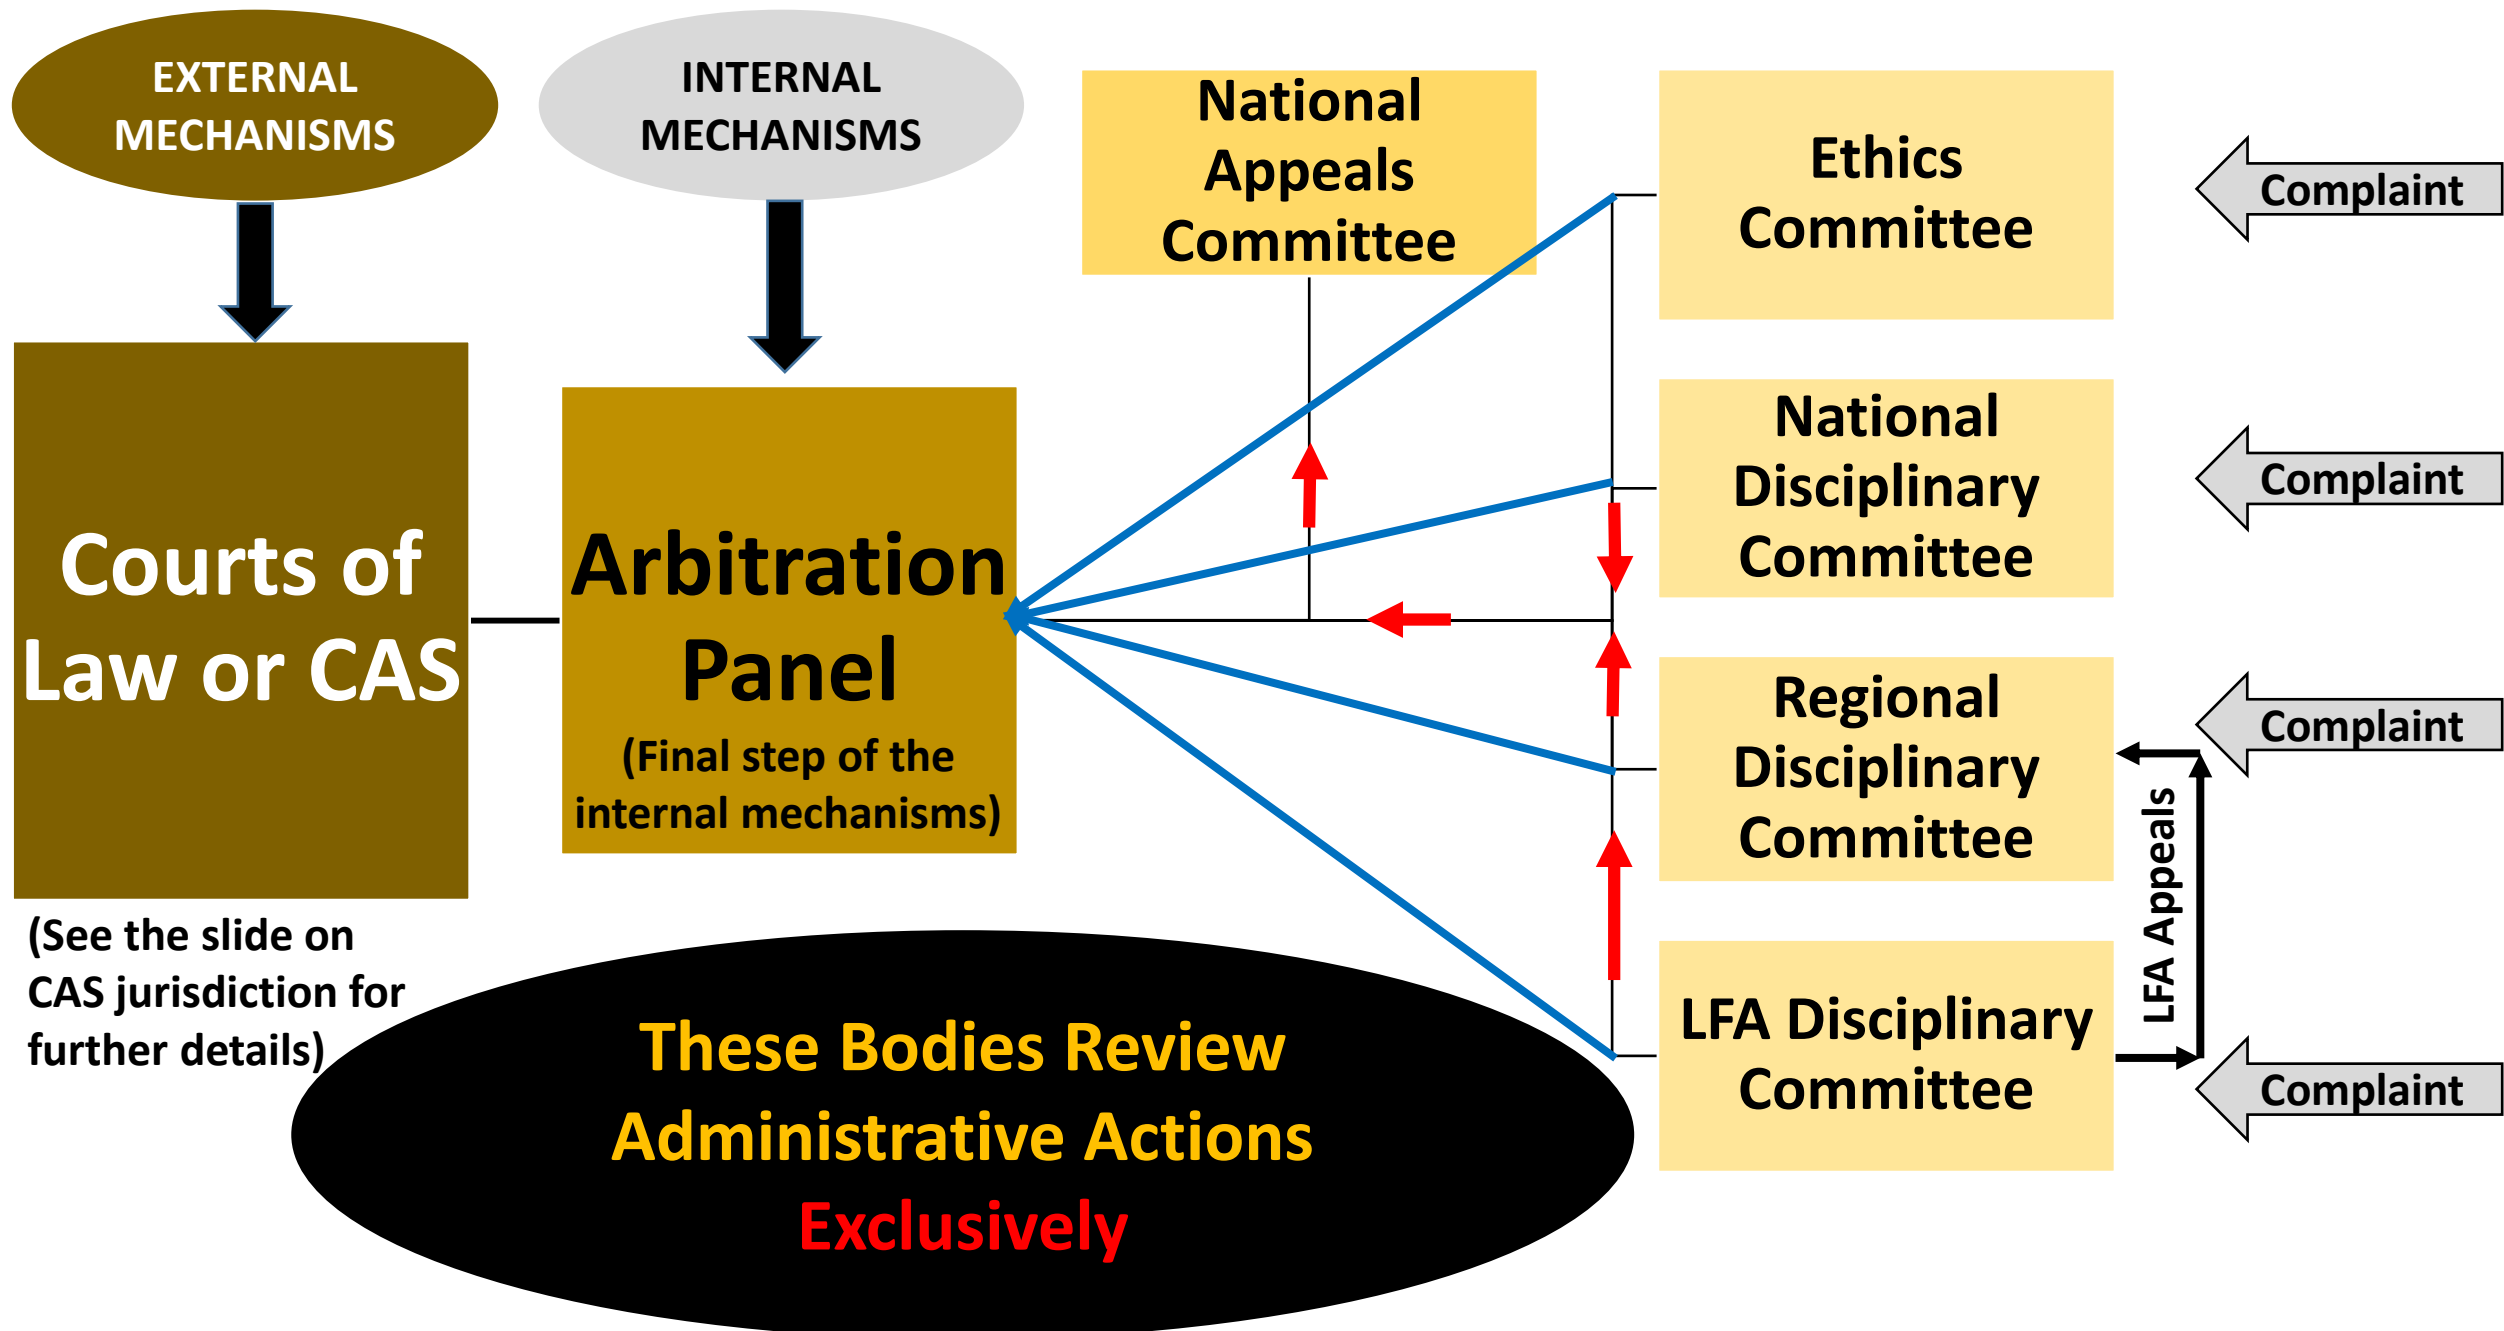 EXTERNAL
MECHANISMS
INTERNAL
MECHANISMS
National
Appeals
Committee
Ethics
Committee
Complaint
National
Disciplinary
Committee
Complaint
Courts of
Law or CAS
Arbitration
Panel
(Final step of the
internal mechanisms)
Regional
Disciplinary
Committee
Complaint
LFA Appeals
(See the slide on
CAS jurisdiction for
further details)
LFA Disciplinary
Committee
Complaint
These Bodies Review
Administrative Actions
Exclusively